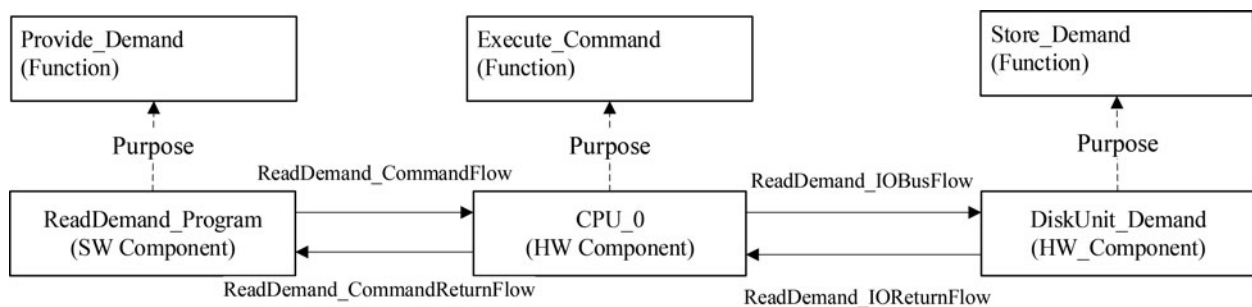 Provide_Demand
(Function)
Execute_Command
(Function)
Store_Demand
(Function)
Purpose
Purpose
Purpose
ReadDemand_CommandFlow
ReadDemand_IOBusFlow
ReadDemand_Program
(SW Component)
CPU_0
(HW Component)
DiskUnit_Demand
(HW_Component)
ReadDemand_CommandReturnFlow
ReadDemand_IOReturnFlow